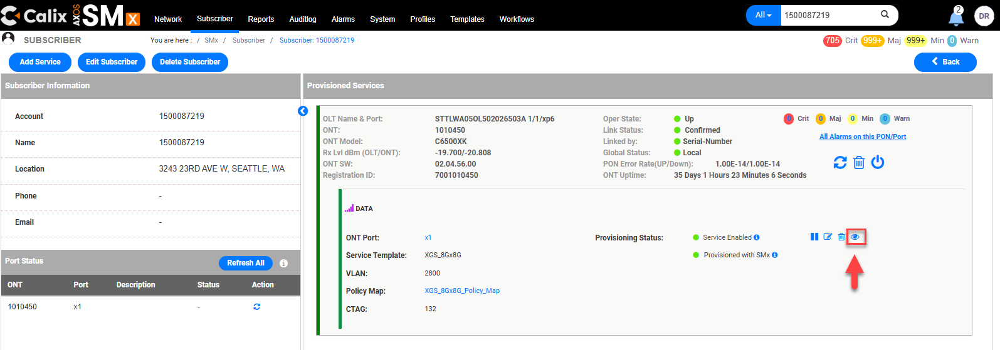 Calix AXOS SMx
Network Subscriber Reports Auditlog Alarms System Profiles Templates Workflows
All 1500087219 2 DR
SUBSCRIBER You are here : / SMx / Subscriber / Subscriber: 1500087219 705 Crit 999+ Maj 999+ Min 0 Warn
Add Service Edit Subscriber Delete Subscriber Back
Subscriber Information
Account 1500087219
Name 1500087219
Location 3243 23RD AVE W, SEATTLE, WA
Phone -
Email -
Port Status Refresh All
ONT Port Description Status Action
1010450 x1 -
Provisioned Services
OLT Name & Port: STTLWA05OL502026503A 1/1/xp6 Oper State: Up 0 Crit 0 Maj 0 Min 0 Warn
ONT: 1010450 Link Status: Confirmed All Alarms on this PON/Port
ONT Model: C6500XK Linked by: Serial-Number
Rx Lvl dBm (OLT/ONT): -19.700/-20.808 Global Status: Local
ONT SW: 02.04.56.00 PON Error Rate(UP/Down): 1.00E-14/1.00E-14
Registration ID: 7001010450 ONT Uptime: 35 Days 1 Hours 23 Minutes 6 Seconds
DATA
ONT Port: x1 Provisioning Status: Service Enabled
Service Template: XGS_8Gx8G Provisioned with SMx
VLAN: 2800
Policy Map: XGS_8Gx8G_Policy_Map
CTAG: 132